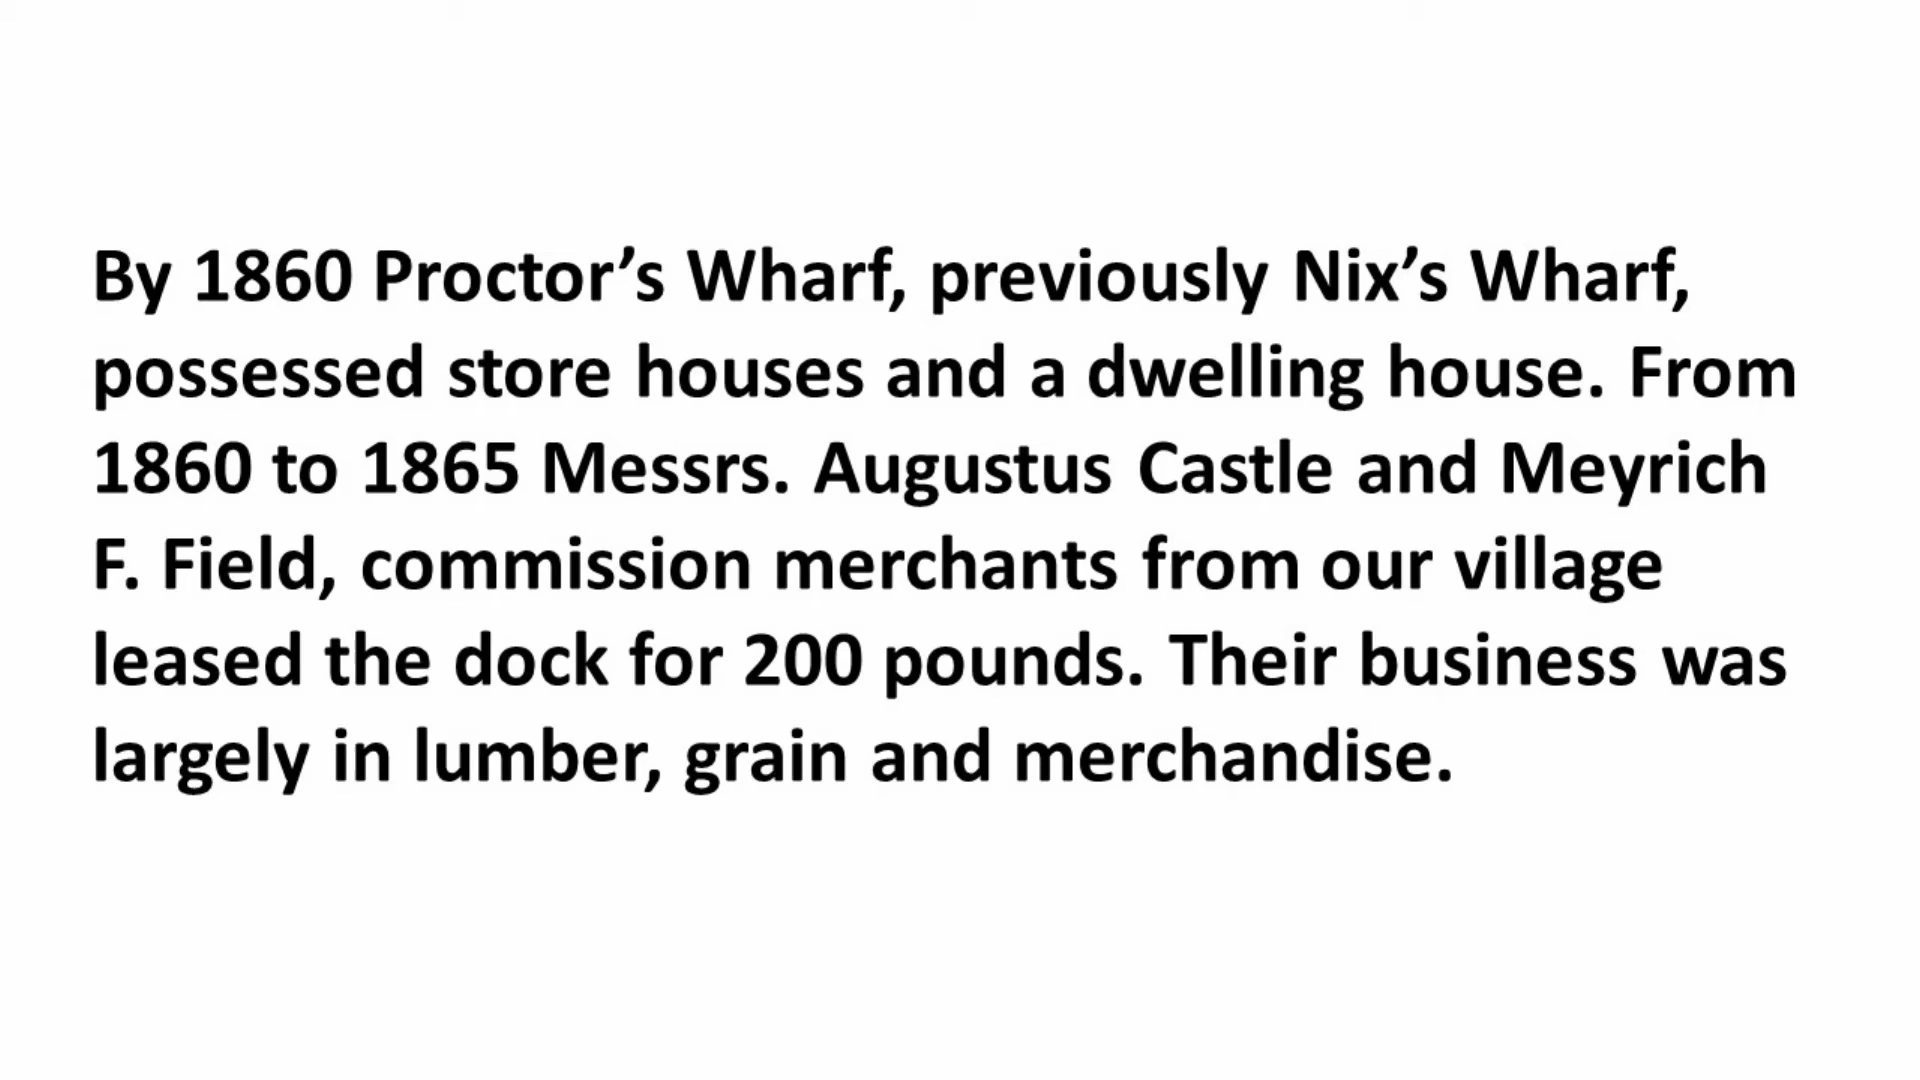 By 1860 Proctor’s Wharf, previously Nix’s Wharf,
possessed store houses and a dwelling house. From
1860 to 1865 Messrs. Augustus Castle and Meyrich
F. Field, commission merchants from our village
leased the dock for 200 pounds. Their business was
largely in lumber, grain and merchandise.